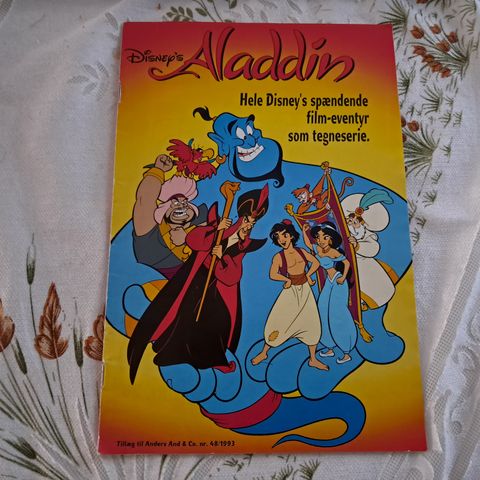 Disney's Aladdin
Hele Disney's spændende
film-eventyr
som tegneserie.
Tillæg til Anders And & Co. nr. 48/1993